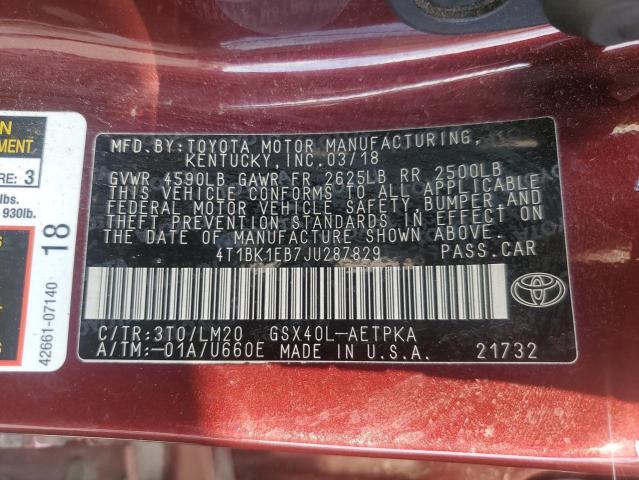 MFD.BY:TOYOTA MOTOR MANUFACTURING,
KENTUCKY, INC.03/18
GVWR 4590LB GAWR FR 2625LB RR 2500LB
THIS VEHICLE CONFORMS TO ALL APPLICABLE
FEDERAL MOTOR VEHICLE SAFETY, BUMPER,AND
THEFT PREVENTION STANDARDS IN EFFECT ON
THE DATE OF MANUFACTURE SHOWN ABOVE.
4T1BK1EB7JU287829 PASS.CAR
C/TR:3T0/LM20 GSX40L-AETPKA
A/TM:-01A/U660E MADE IN U.S.A. 21732
TOYOTA
3
lbs.
930lb.
42661-07140 18